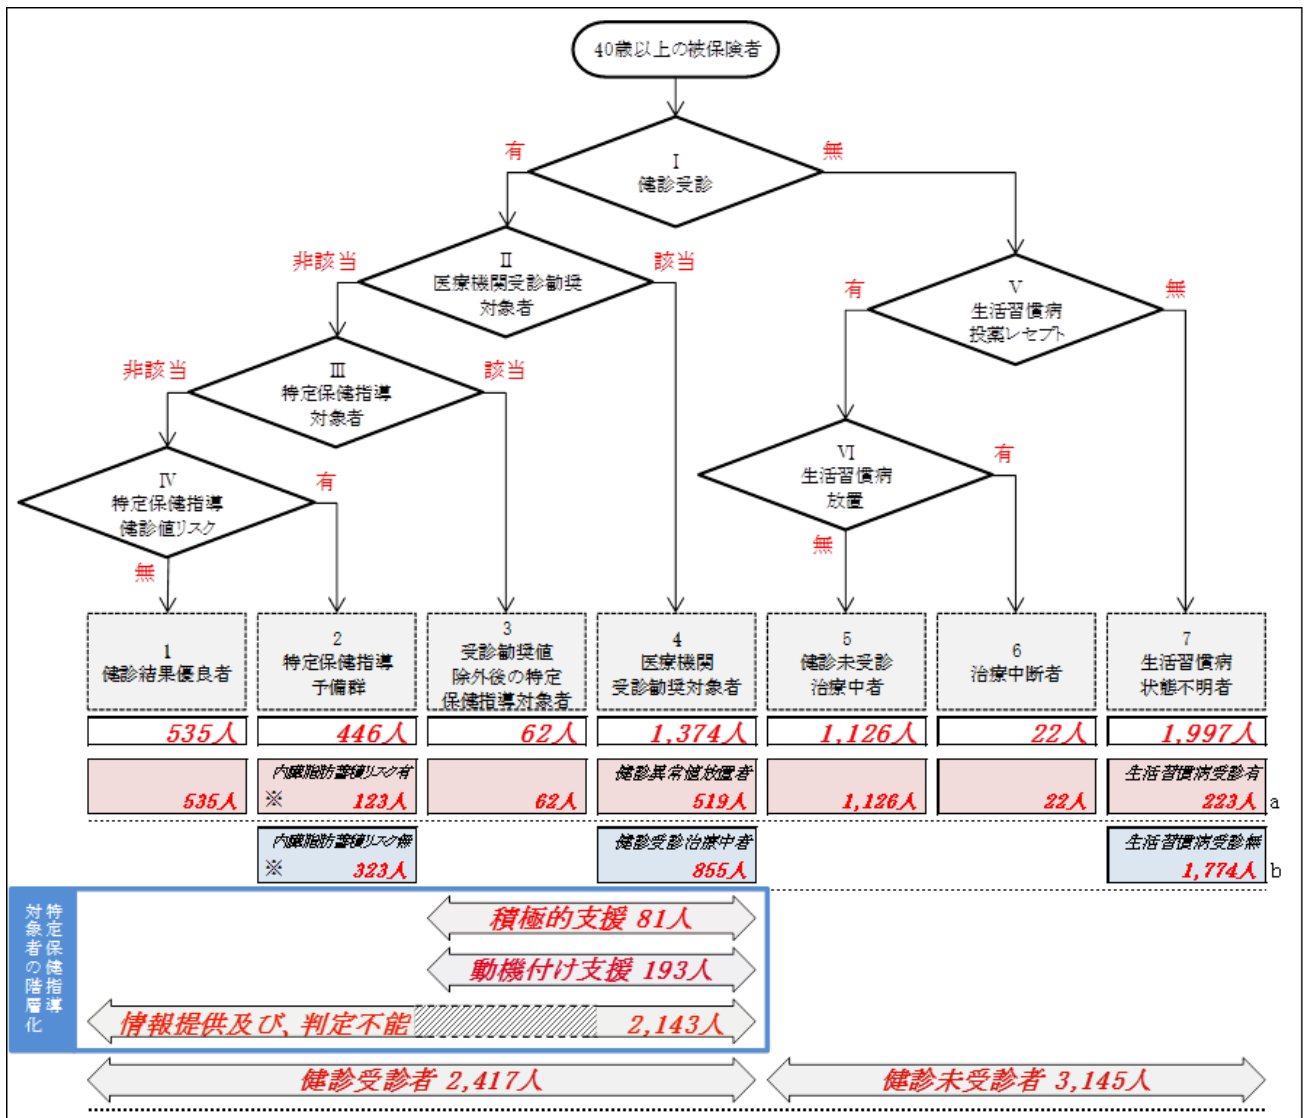 40歳以上の被保険者
Ⅰ
健診受診
有
無
Ⅱ
医療機関受診勧奨
対象者
非該当
該当
Ⅴ
生活習慣病
投薬レセプト
有
無
Ⅲ
特定保健指導
対象者
非該当
該当
Ⅵ
生活習慣病
放置
有
無
Ⅳ
特定保健指導
健診値リスク
有
無
1
健診結果優良者
2
特定保健指導
予備群
3
受診勧奨値
除外後の特定
保健指導対象者
4
医療機関
受診勧奨対象者
5
健診未受診
治療中者
6
治療中断者
7
生活習慣病
状態不明者
535人
446人
62人
1,374人
1,126人
22人
1,997人
535人
内臓脂肪蓄積リスク有
※ 123人
62人
健診異常値放置者
519人
1,126人
22人
生活習慣病受診有
223人
a
内臓脂肪蓄積リスク無
※ 323人
健診受診治療中者
855人
生活習慣病受診無
1,774人
b
特定保健指導
対象者の階層化
積極的支援 81人
動機付け支援 193人
情報提供及び、判定不能 2,143人
健診受診者 2,417人
健診未受診者 3,145人